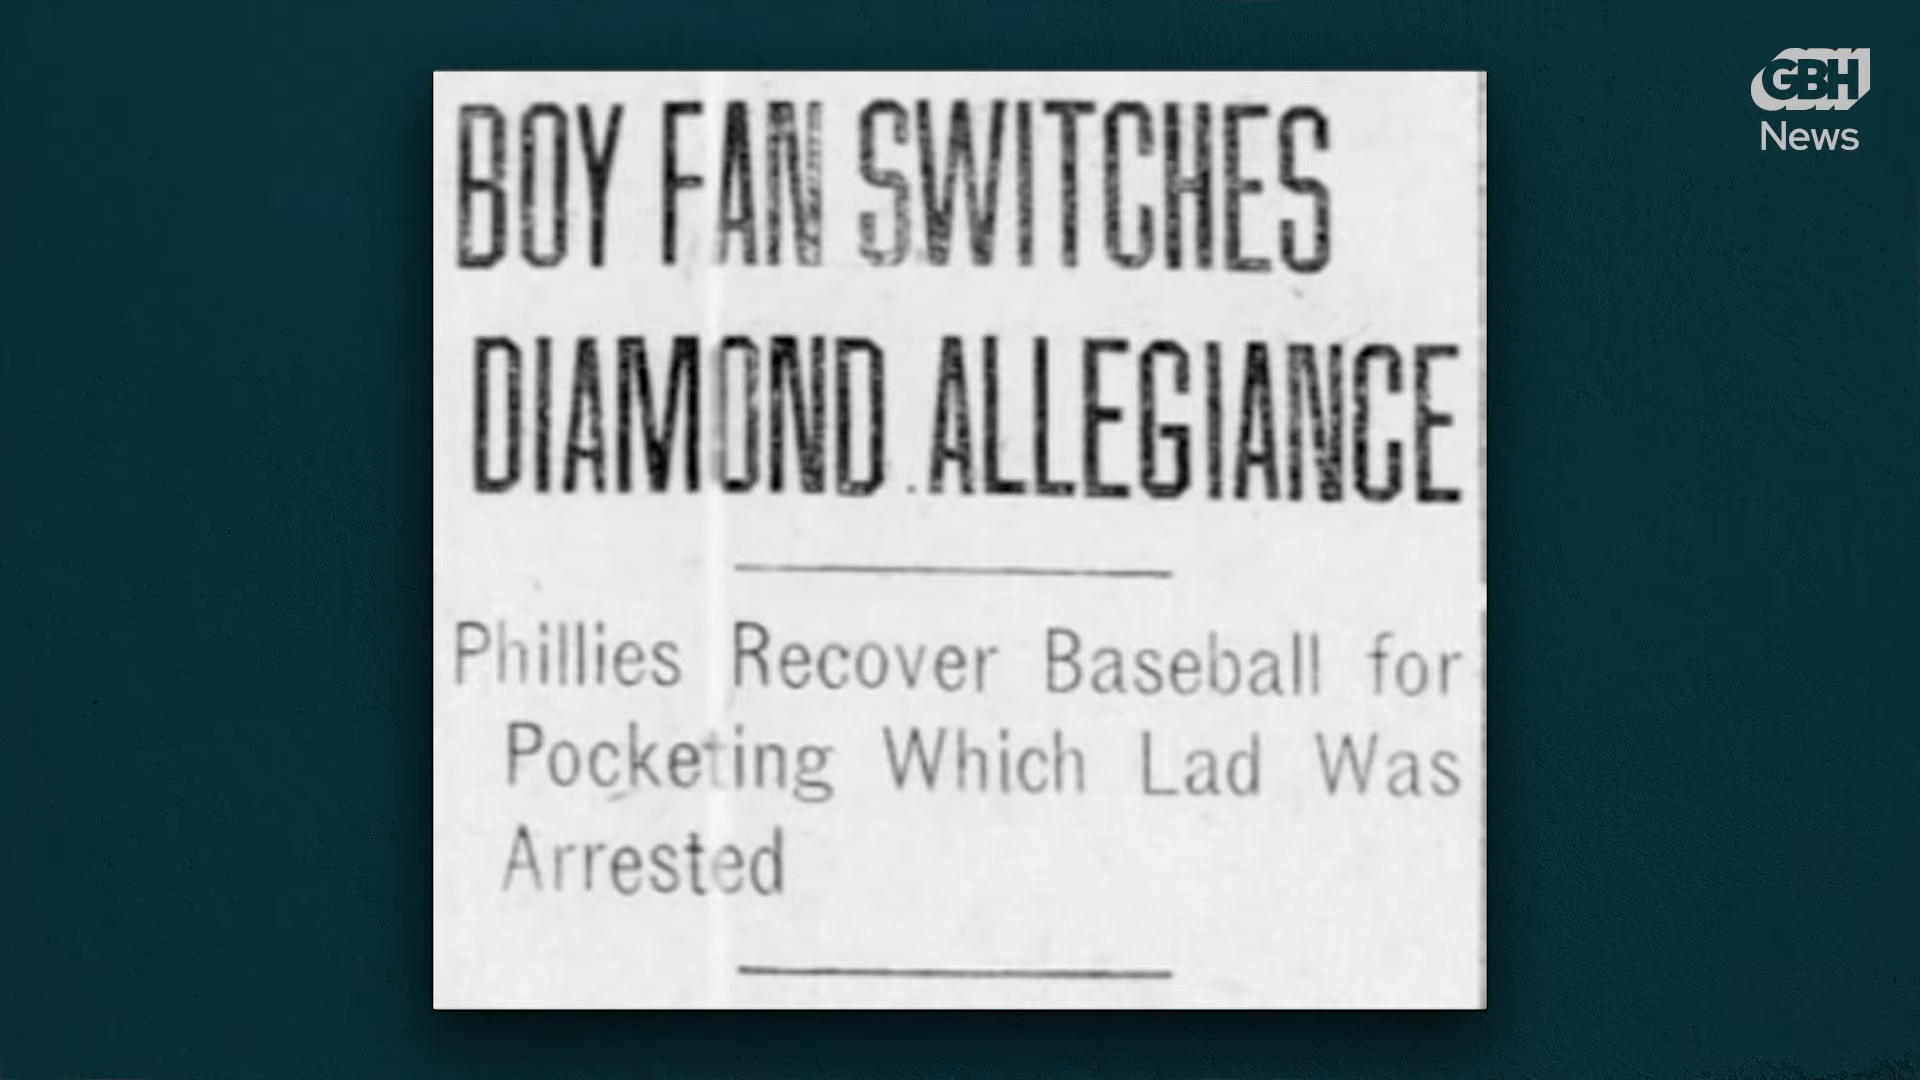 BOY FAN SWITCHES
DIAMOND ALLEGIANCE
Phillies Recover Baseball for
Pocketing Which Lad Was
Arrested
GBH
News